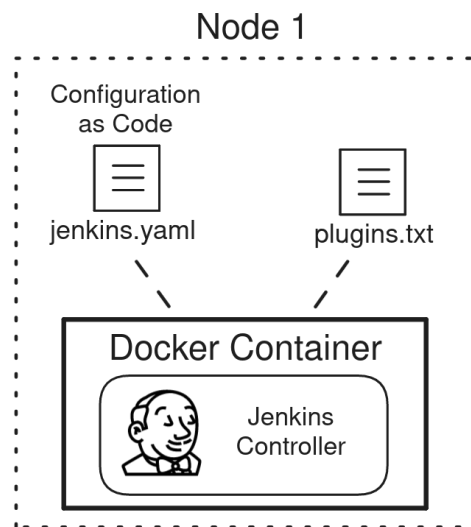 Node 1
Configuration
as Code
jenkins.yaml
plugins.txt
Docker Container
Jenkins
Controller